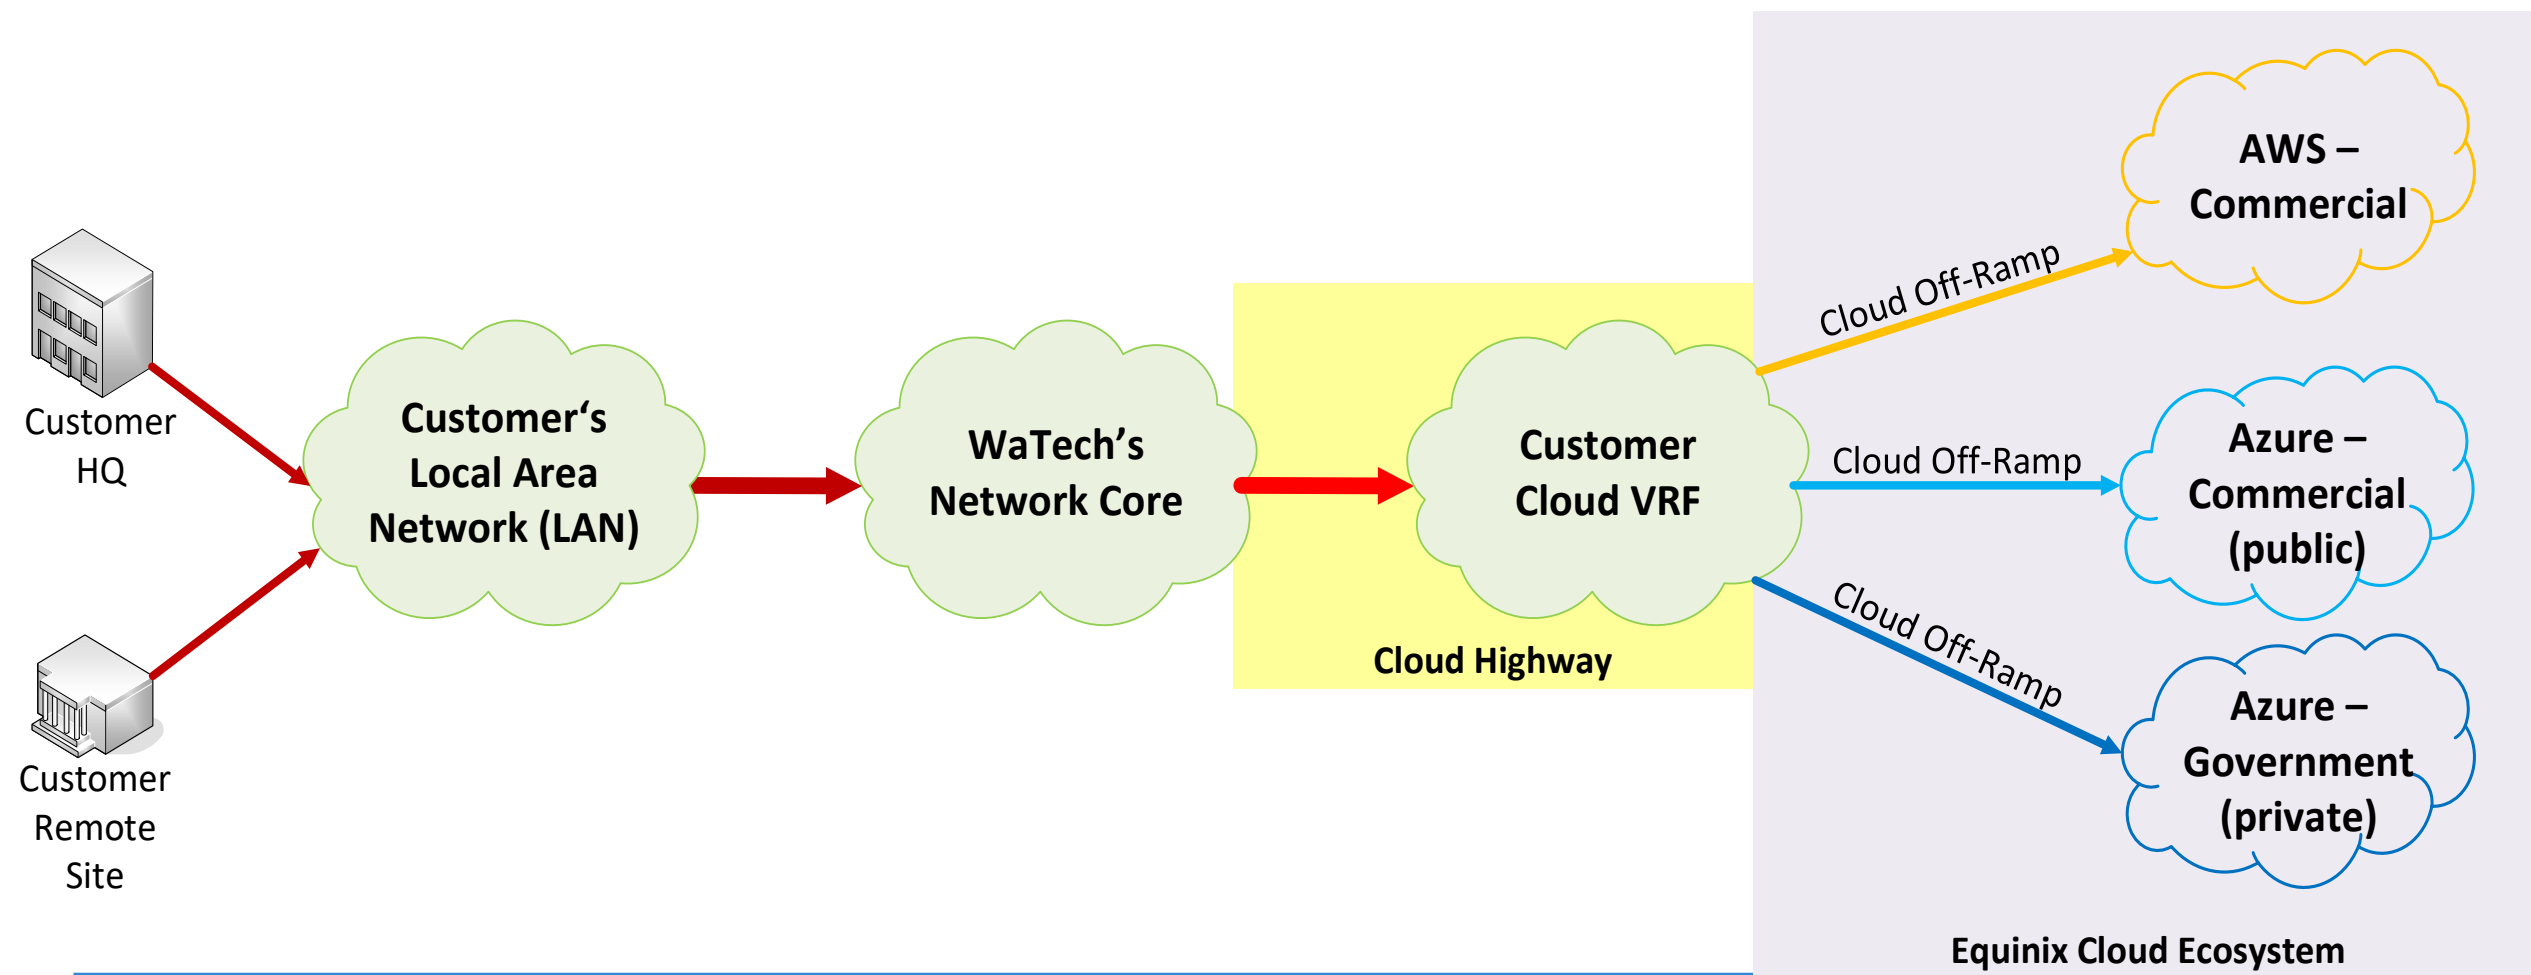 Customer
HQ
Customer
Remote
Site
Customer‘s
Local Area
Network (LAN)
WaTech’s
Network Core
Customer
Cloud VRF
Cloud Highway
Cloud Off-Ramp
Cloud Off-Ramp
Cloud Off-Ramp
AWS –
Commercial
Azure –
Commercial
(public)
Azure –
Government
(private)
Equinix Cloud Ecosystem